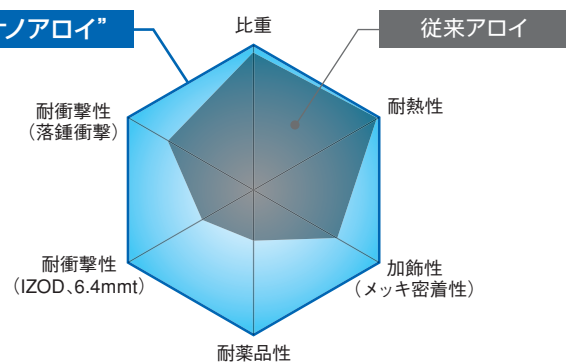 ノアロイ”
従来アロイ
比重
耐熱性
加飾性
（メッキ密着性）
耐薬品性
耐衝撃性
（IZOD、6.4mmt）
耐衝撃性
（落錘衝撃）